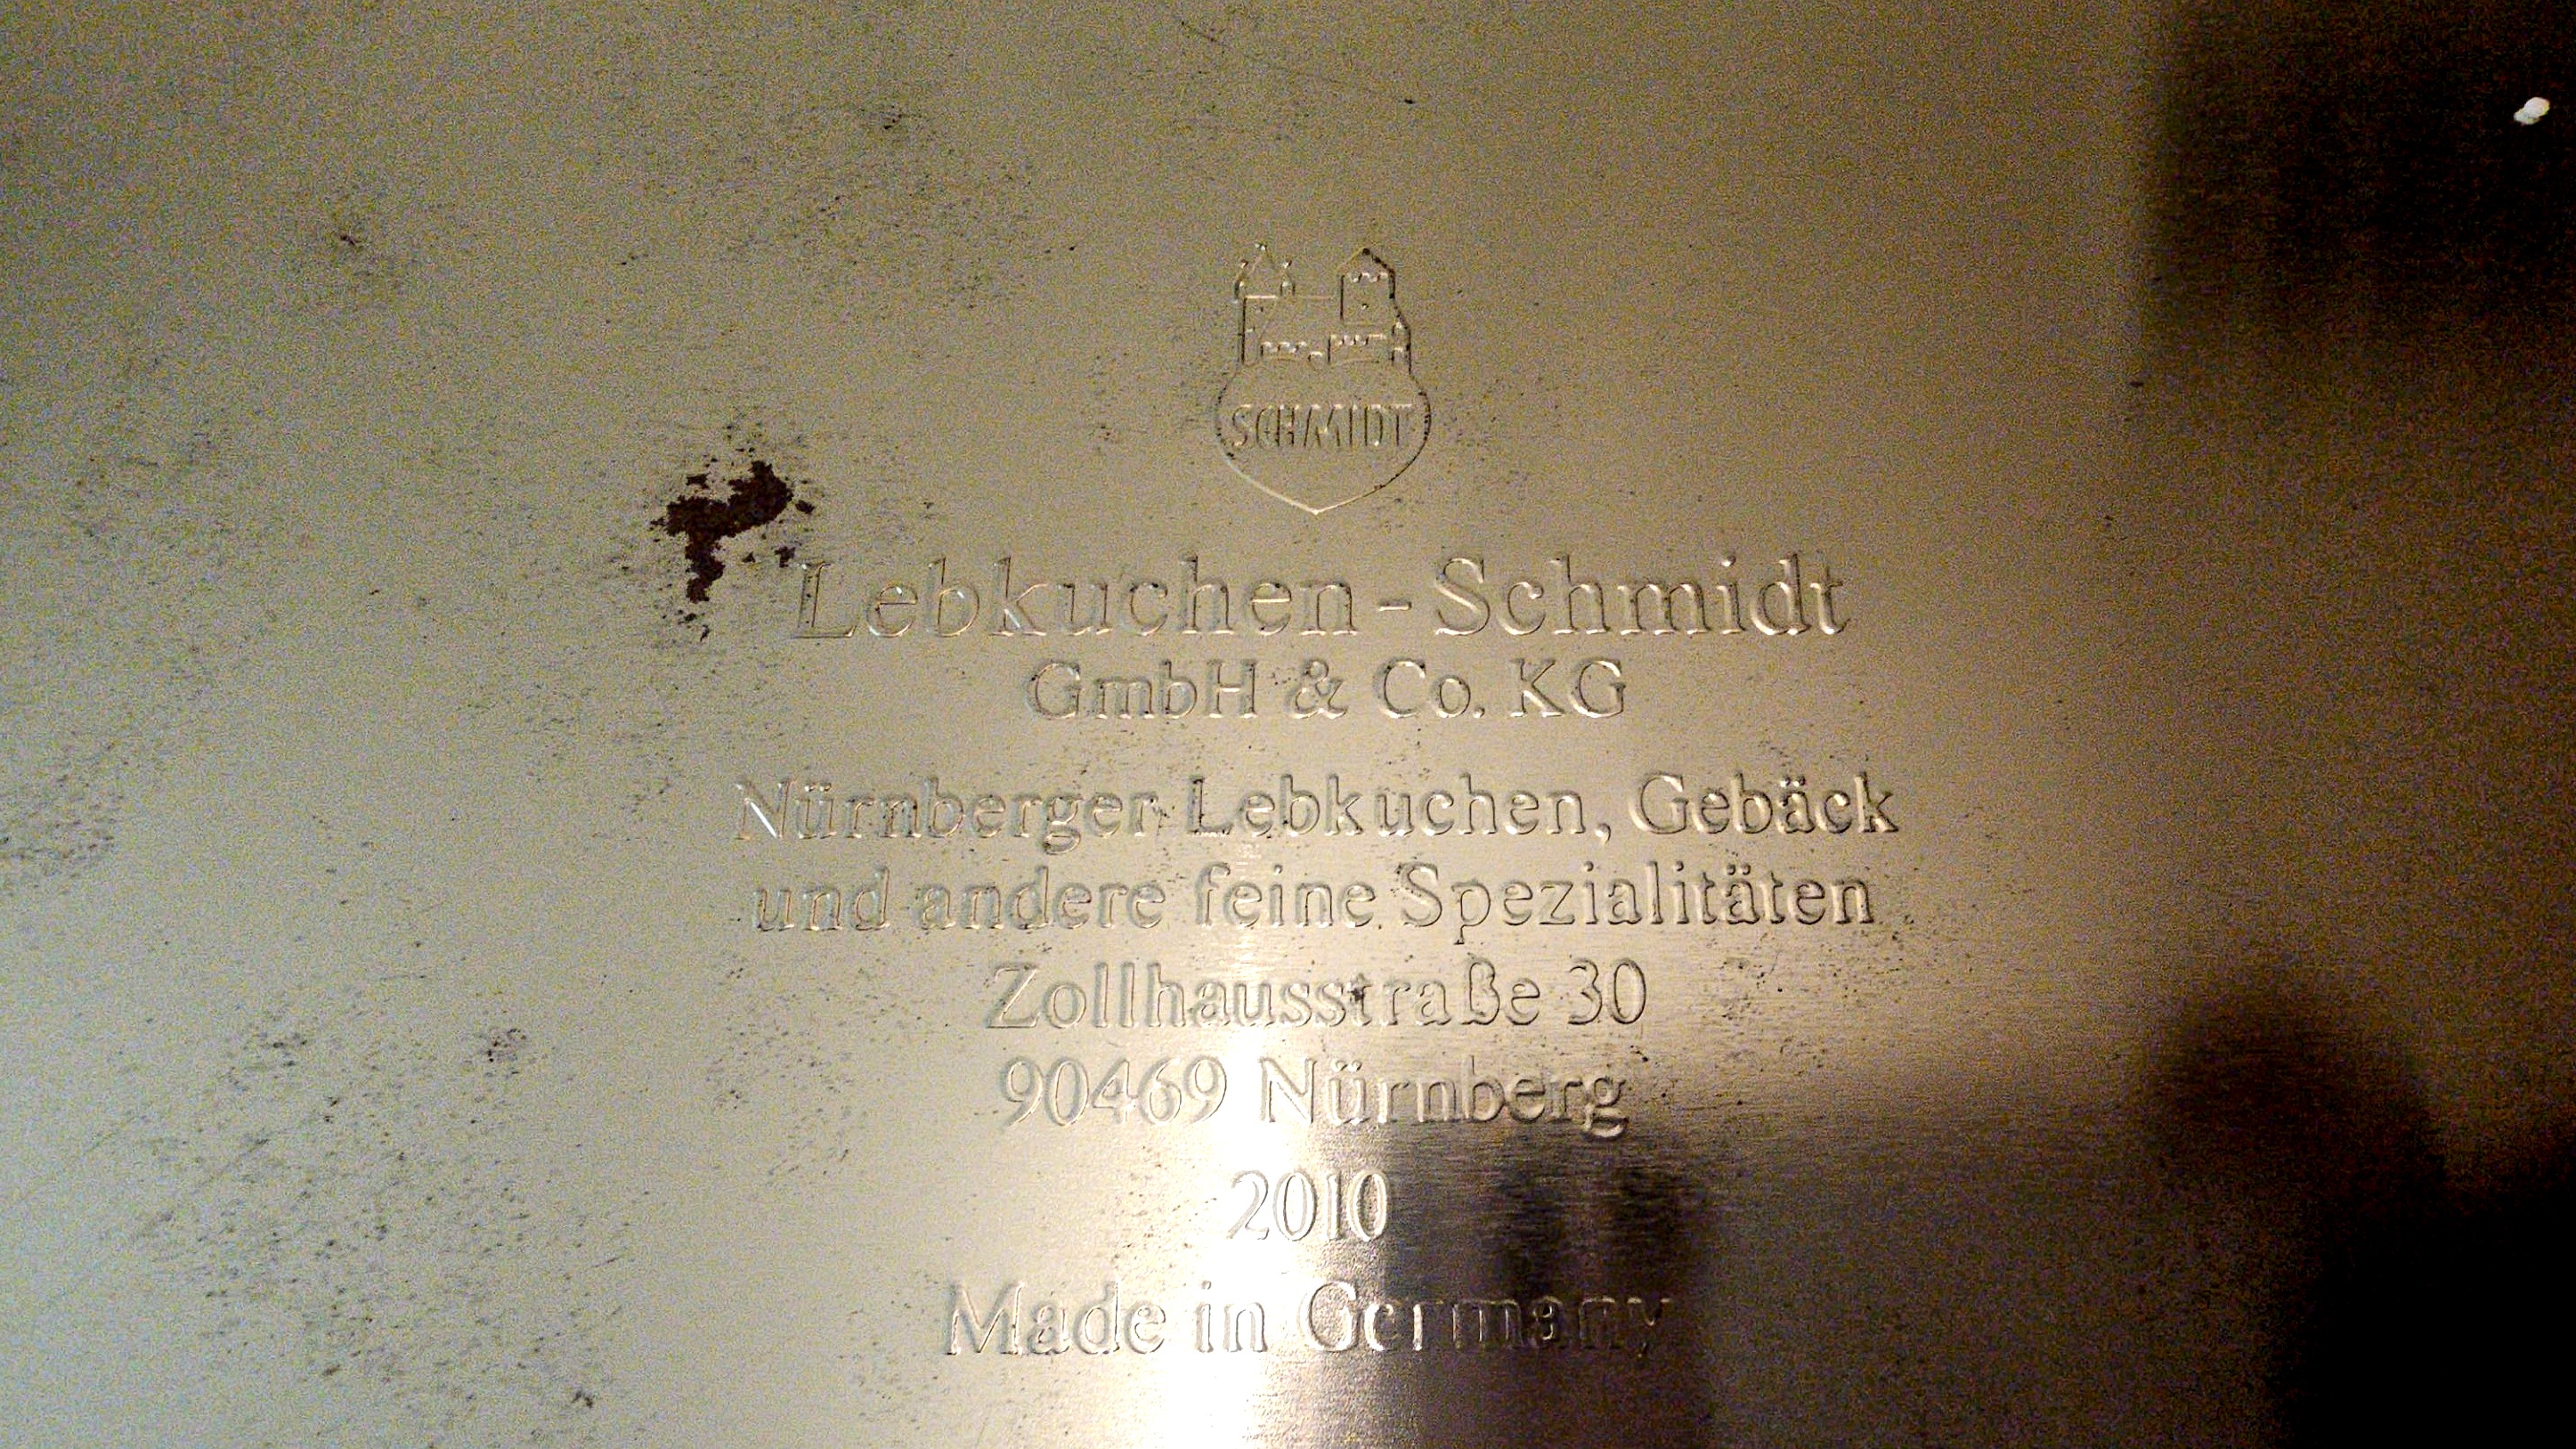 SCHMIDT
Lebkuchen-Schmidt
GmbH & Co. KG
Nürnberger Lebkuchen, Gebäck
und andere feine Spezialitäten
Zollhausstraße 30
90469 Nürnberg
2010
Made in Germany